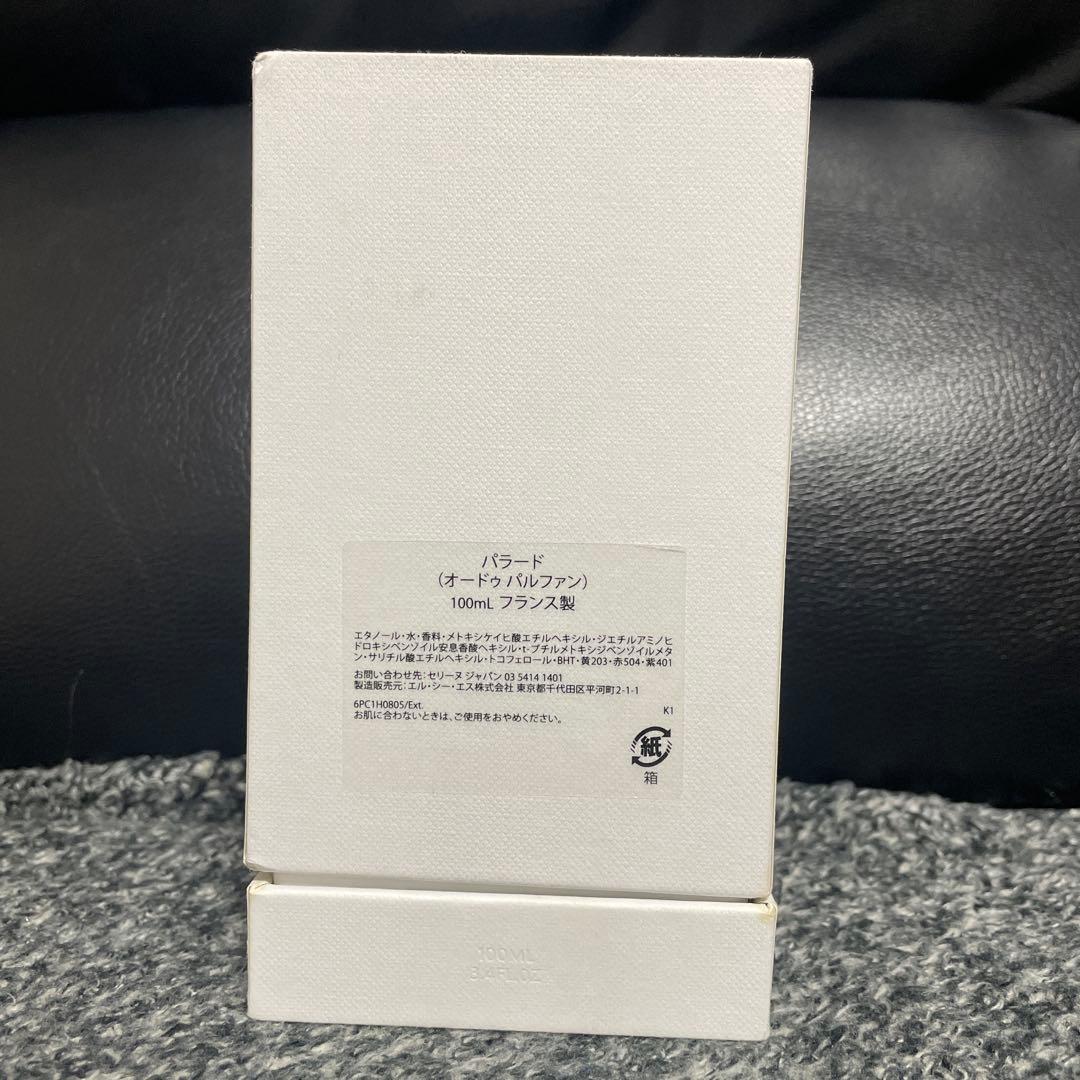 パラード
（オードゥ パルファン）
100mL フランス製
エタノール・水・香料・メトキシケイヒ酸エチルヘキシル・ジエチルアミノヒ
ドロキシベンゾイル安息香酸ヘキシル・t-ブチルメトキシジベンゾイルメタ
ン・サリチル酸エチルヘキシル・トコフェロール・BHT・黄203・赤504・紫401
お問い合わせ先：セリーヌ ジャパン 03 5414 1401
製造販売元：エル・シー・エス株式会社 東京都千代田区平河町2-1-1
6PC1H0805/Ext.
K1
お肌に合わないときは、ご使用をおやめください。
紙
箱
100ML
3.4FL.OZ